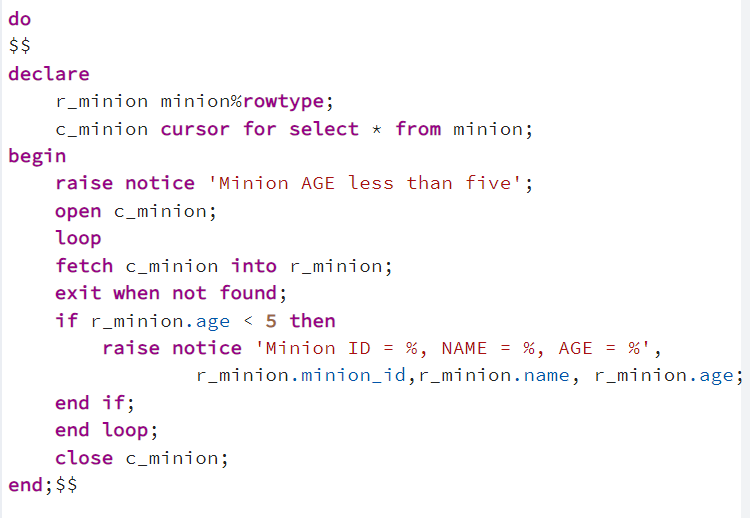 do
$$
declare
    r_minion minion%rowtype;
    c_minion cursor for select * from minion;
begin
    raise notice 'Minion AGE less than five';
    open c_minion;
    loop
    fetch c_minion into r_minion;
    exit when not found;
    if r_minion.age < 5 then
        raise notice 'Minion ID = %, NAME = %, AGE = %',
                r_minion.minion_id,r_minion.name, r_minion.age;
    end if;
    end loop;
    close c_minion;
end;$$